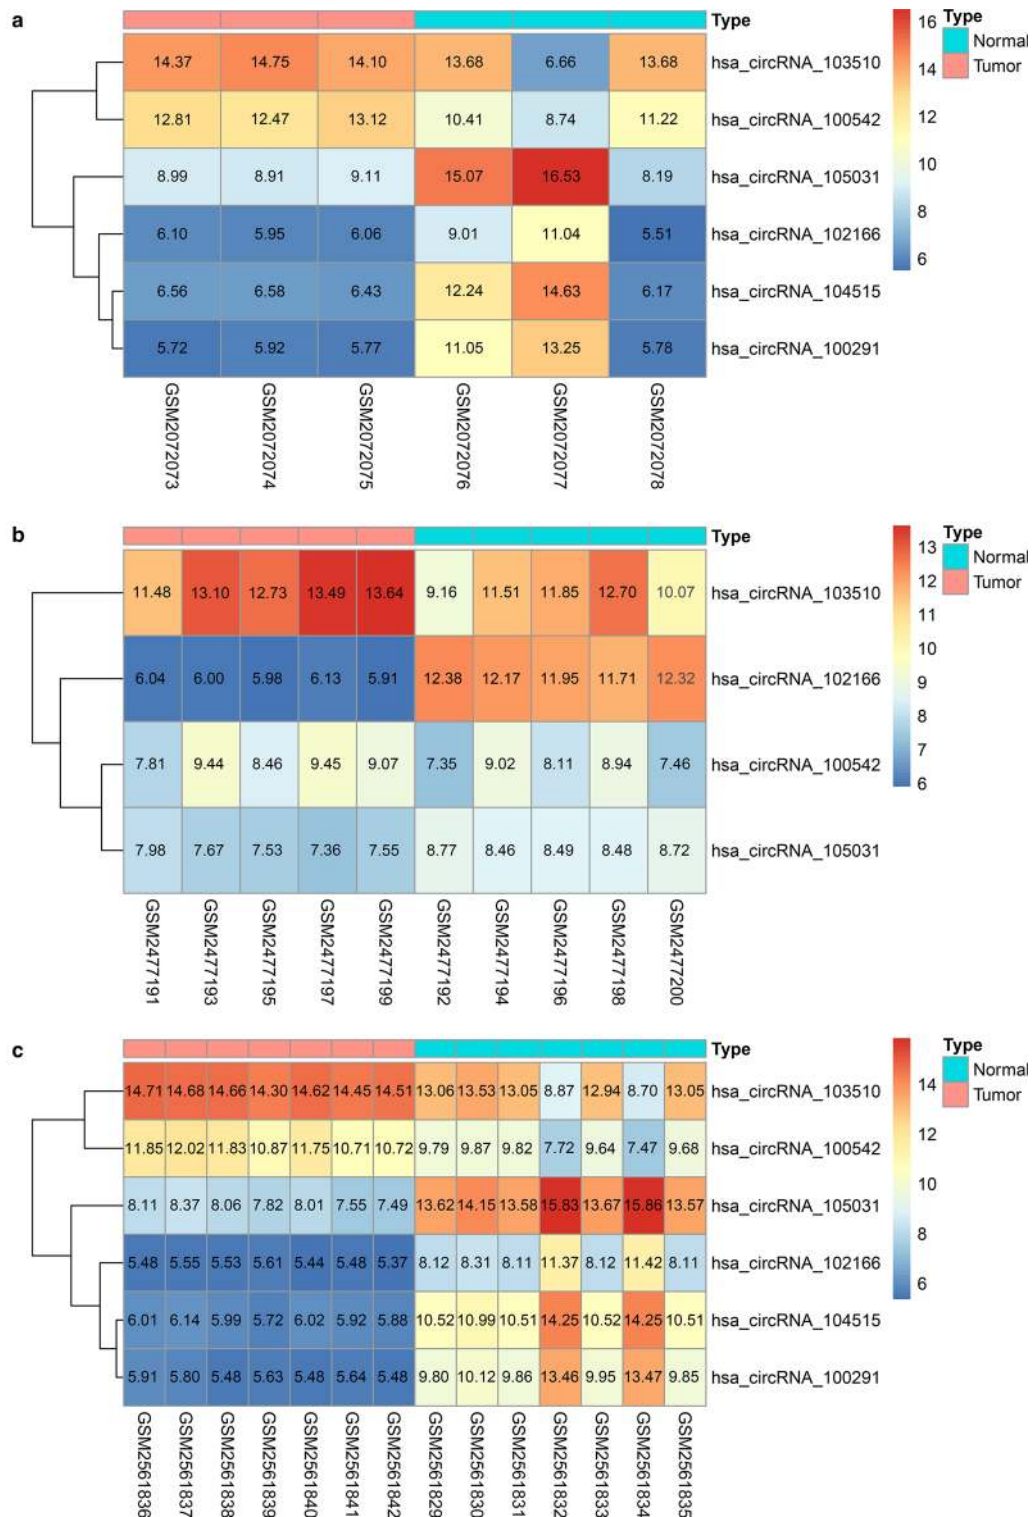 a
Type
14.37 14.75 14.10 13.68 6.66 13.68 hsa_circRNA_103510
12.81 12.47 13.12 10.41 8.74 11.22 hsa_circRNA_100542
8.99 8.91 9.11 15.07 16.53 8.19 hsa_circRNA_105031
6.10 5.95 6.06 9.01 11.04 5.51 hsa_circRNA_102166
6.56 6.58 6.43 12.24 14.63 6.17 hsa_circRNA_104515
5.72 5.92 5.77 11.05 13.25 5.78 hsa_circRNA_100291
GSM2072073
GSM2072074
GSM2072075
GSM2072076
GSM2072077
GSM2072078
16
14
12
10
8
6
Type
Normal
Tumor
b
Type
11.48 13.10 12.73 13.49 13.64 9.16 11.51 11.85 12.70 10.07 hsa_circRNA_103510
6.04 6.00 5.98 6.13 5.91 12.38 12.17 11.95 11.71 12.32 hsa_circRNA_102166
7.81 9.44 8.46 9.45 9.07 7.35 9.02 8.11 8.94 7.46 hsa_circRNA_100542
7.98 7.67 7.53 7.36 7.55 8.77 8.46 8.49 8.48 8.72 hsa_circRNA_105031
GSM2477191
GSM2477193
GSM2477195
GSM2477197
GSM2477199
GSM2477192
GSM2477194
GSM2477196
GSM2477198
GSM2477200
13
12
11
10
9
8
7
6
Type
Normal
Tumor
c
Type
14.71 14.68 14.66 14.30 14.62 14.45 14.51 13.06 13.53 13.05 8.87 12.94 8.70 13.05 hsa_circRNA_103510
11.85 12.02 11.83 10.87 11.75 10.71 10.72 9.79 9.87 9.82 7.72 9.64 7.47 9.68 hsa_circRNA_100542
8.11 8.37 8.06 7.82 8.01 7.55 7.49 13.62 14.15 13.58 15.83 13.67 15.86 13.57 hsa_circRNA_105031
5.48 5.55 5.53 5.61 5.44 5.48 5.37 8.12 8.31 8.11 11.37 8.12 11.42 8.11 hsa_circRNA_102166
6.01 6.14 5.99 5.72 6.02 5.92 5.88 10.52 10.99 10.51 14.25 10.52 14.25 10.51 hsa_circRNA_104515
5.91 5.80 5.48 5.63 5.48 5.64 5.48 9.80 10.12 9.86 13.46 9.95 13.47 9.85 hsa_circRNA_100291
GSM2561836
GSM2561837
GSM2561838
GSM2561839
GSM2561840
GSM2561841
GSM2561842
GSM2561829
GSM2561830
GSM2561831
GSM2561832
GSM2561833
GSM2561834
GSM2561835
14
12
10
8
6
Type
Normal
Tumor